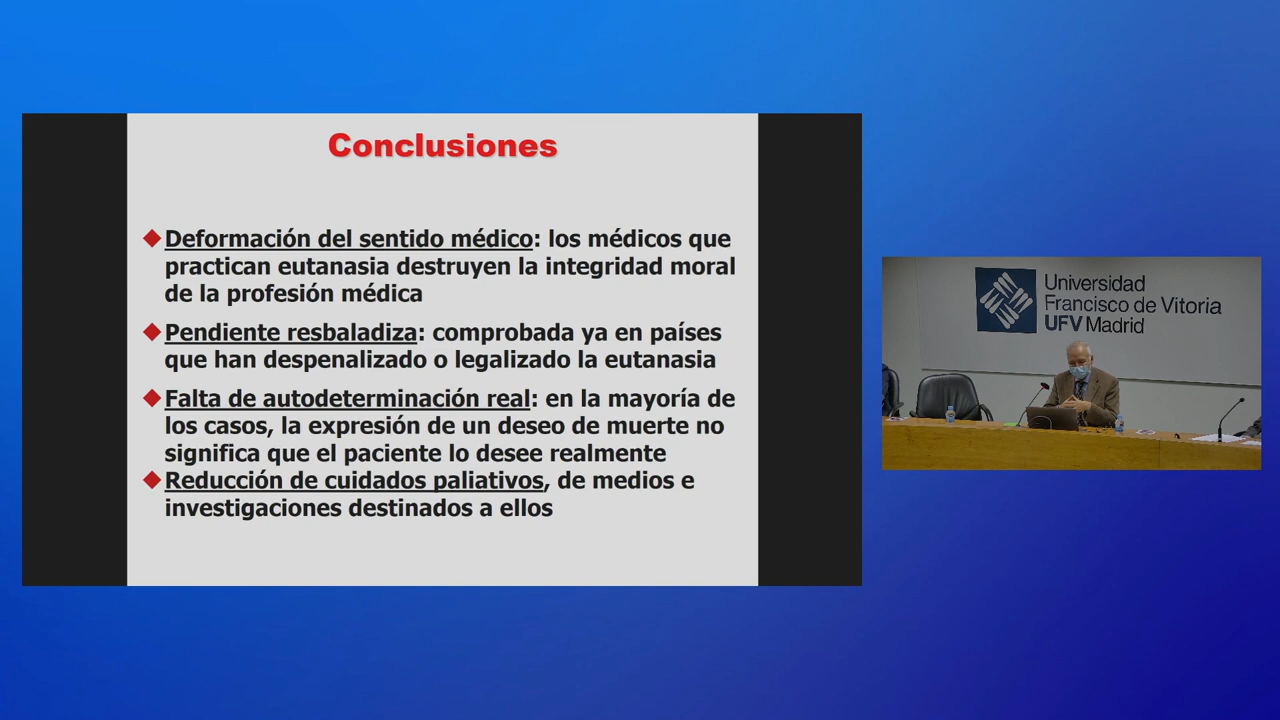 Conclusiones
Deformación del sentido médico: los médicos que
practican eutanasia destruyen la integridad moral
de la profesión médica
Pendiente resbaladiza: comprobada ya en países
que han despenalizado o legalizado la eutanasia
Falta de autodeterminación real: en la mayoría de
los casos, la expresión de un deseo de muerte no
significa que el paciente lo desee realmente
Reducción de cuidados paliativos, de medios e
investigaciones destinados a ellos
Universidad
Francisco de Vitoria
UFV Madrid